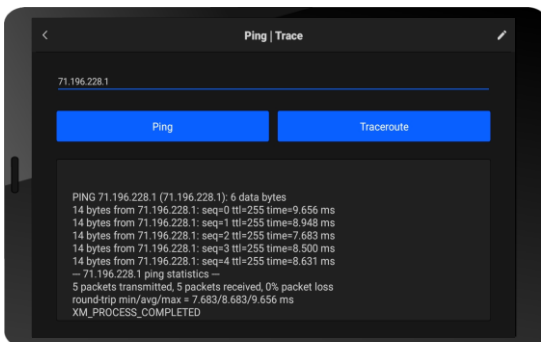 Ping | Trace
71.196.228.1
Ping
Traceroute
PING 71.196.228.1 (71.196.228.1): 6 data bytes
14 bytes from 71.196.228.1: seq=0 ttl=255 time=9.656 ms
14 bytes from 71.196.228.1: seq=1 ttl=255 time=8.948 ms
14 bytes from 71.196.228.1: seq=2 ttl=255 time=7.683 ms
14 bytes from 71.196.228.1: seq=3 ttl=255 time=8.500 ms
14 bytes from 71.196.228.1: seq=4 ttl=255 time=8.631 ms
--- 71.196.228.1 ping statistics ---
5 packets transmitted, 5 packets received, 0% packet loss
round-trip min/avg/max = 7.683/8.683/9.656 ms
XM_PROCESS_COMPLETED